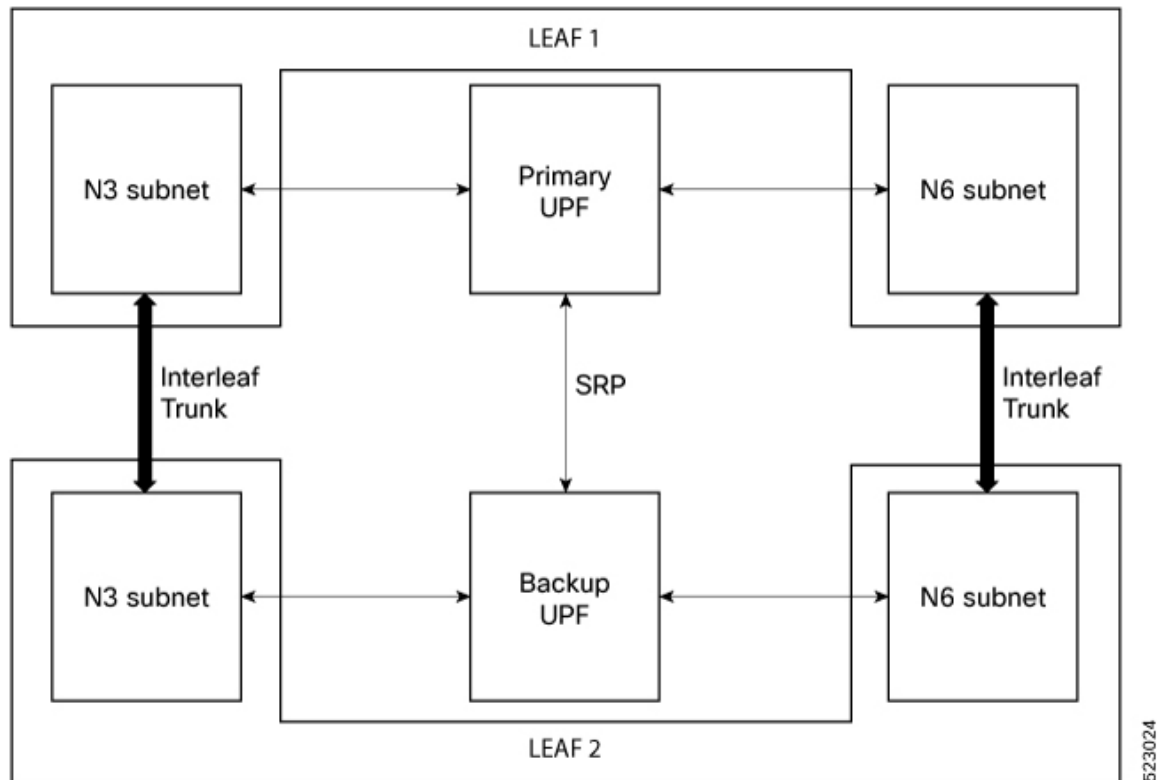 LEAF 1
N3 subnet
Primary
UPF
N6 subnet
Interleaf
Trunk
SRP
Interleaf
Trunk
N3 subnet
Backup
UPF
N6 subnet
LEAF 2
523024